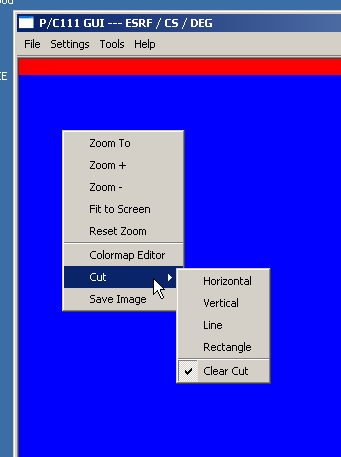 P/C111 GUI --- ESRF / CS / DEG
File Settings Tools Help
Zoom To
Zoom +
Zoom -
Fit to Screen
Reset Zoom
Colormap Editor
Cut
Save Image
Horizontal
Vertical
Line
Rectangle
Clear Cut